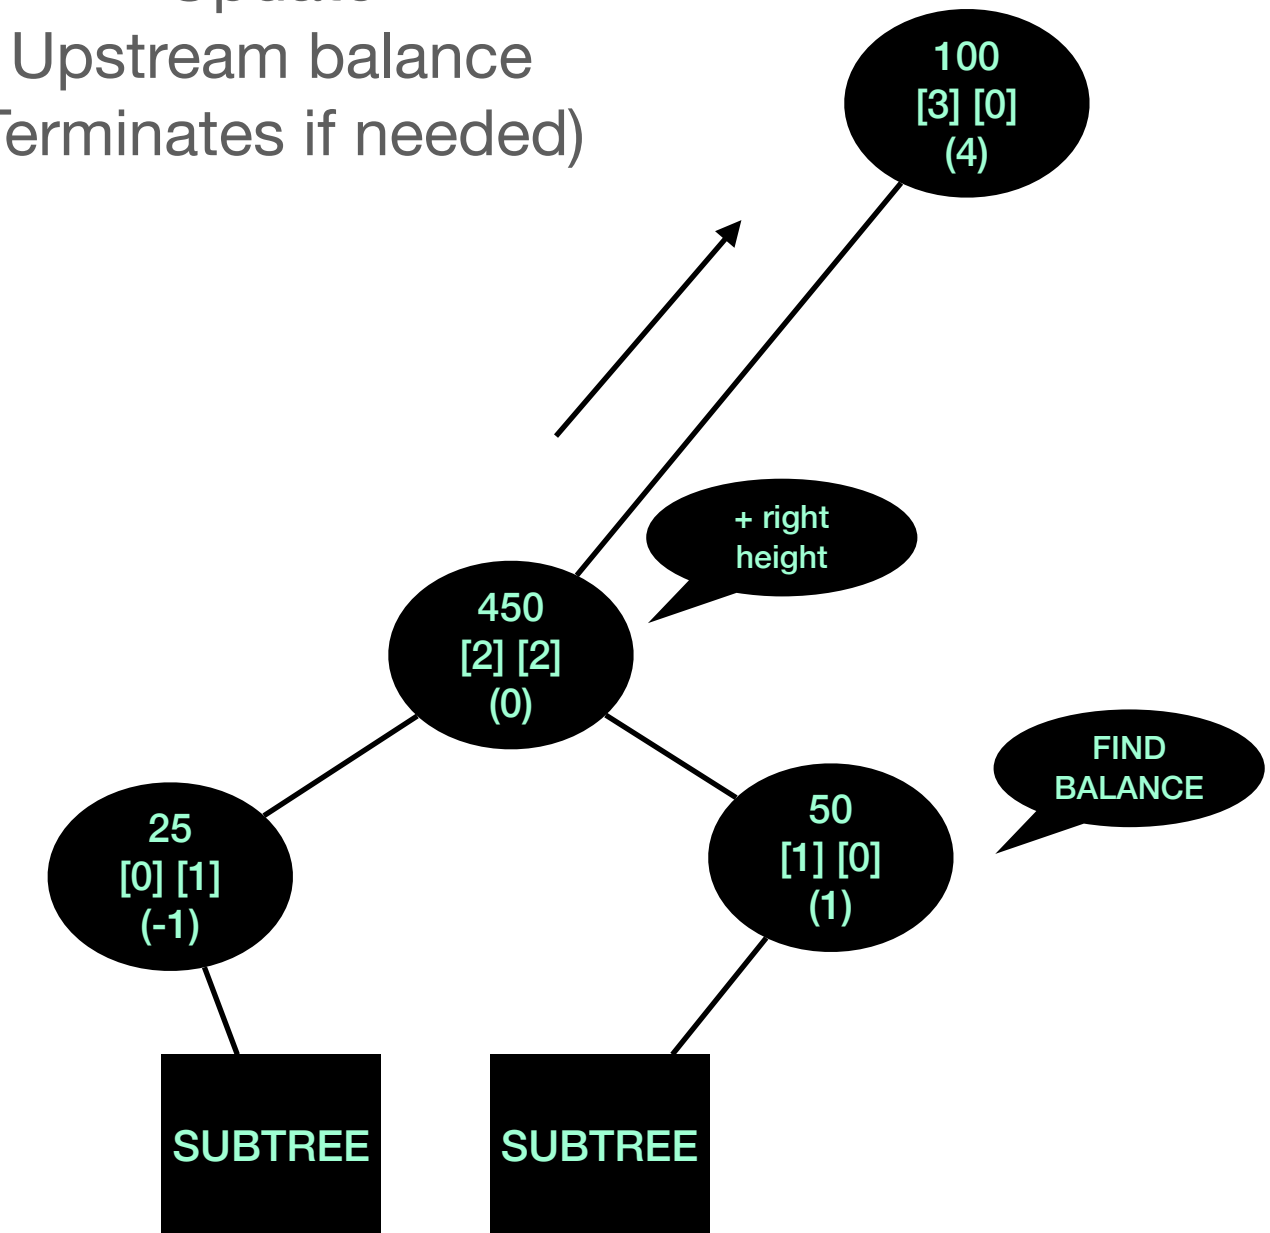 Upstream balance
Terminates if needed)
100
[3] [0]
(4)
+ right
height
450
[2] [2]
(0)
FIND
BALANCE
25
[0] [1]
(-1)
50
[1] [0]
(1)
SUBTREE
SUBTREE